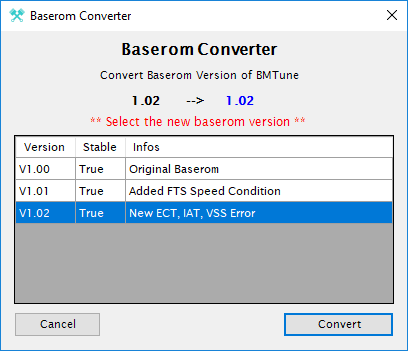 Baserom Converter
Baserom Converter
Convert Baserom Version of BMTune
1.02 --> 1.02
** Select the new baserom version **
Version Stable Infos
V1.00 True Original Baserom
V1.01 True Added FTS Speed Condition
V1.02 True New ECT, IAT, VSS Error
Cancel Convert